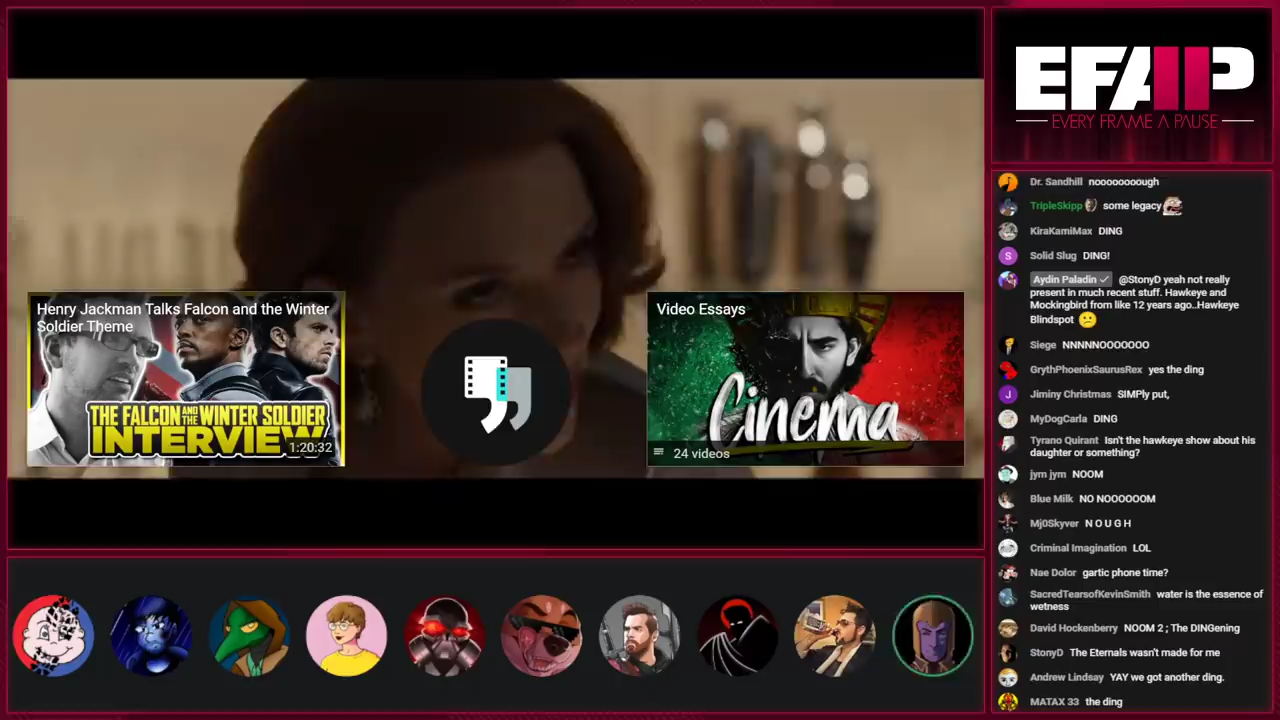 Henry Jackman Talks Falcon and the Winter
Soldier Theme
THE FALCON AND THE WINTER SOLDIER
INTERVIEW
1:20:32
Video Essays
Cinema
24 videos
EFAP
EVERY FRAME A PAUSE
Dr. Sandhill nooooooough
TripleSkipp some legacy
KiraKamiMax DING
S
Solid Slug DING!
Aydin Paladin @StonyD yeah not really
present in much recent stuff. Hawkeye and
Mockingbird from like 12 years ago..Hawkeye
Blindspot
Siege NNNNNOOOOOOO
GrythPhoenixSaurusRex yes the ding
J
Jiminy Christmas SIMPly put,
MyDogCarla DING
Tyrano Quirant Isn't the hawkeye show about his
daughter or something?
jym jym NOOM
Blue Milk NO NOOOOOOM
Mj0Skyver N O U G H
Criminal Imagination LOL
Nae Dolor gartic phone time?
SacredTearsofKevinSmith water is the essence of
wetness
David Hockenberry NOOM 2 ; The DINGening
StonyD The Eternals wasn't made for me
Andrew Lindsay YAY we got another ding.
MATAX 33 the ding